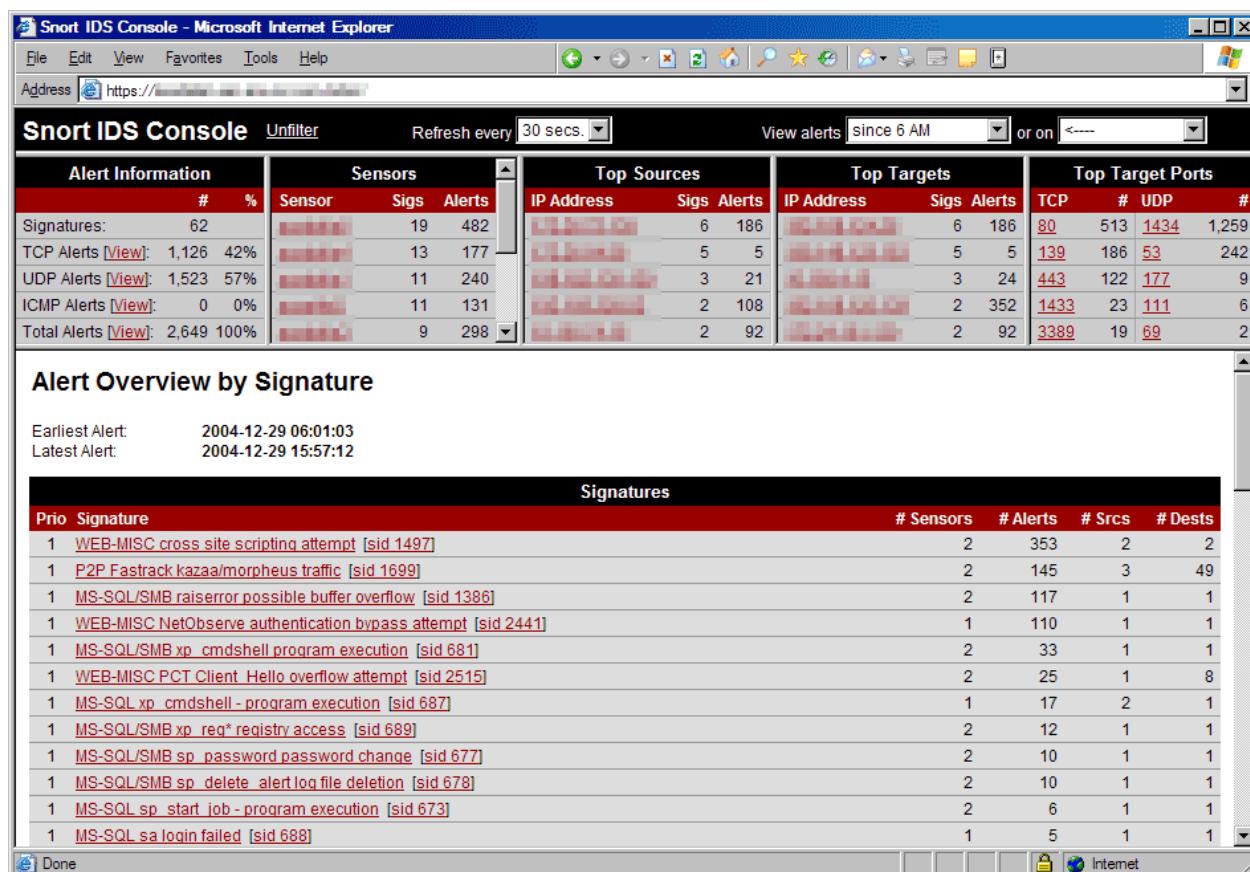 Snort IDS Console - Microsoft Internet Explorer
File Edit View Favorites Tools Help
Address https://
Snort IDS Console Unfilter Refresh every 30 secs. View alerts since 6 AM or on <----
Alert Information Sensors Top Sources Top Targets Top Target Ports
# % Sensor Sigs Alerts IP Address Sigs Alerts IP Address Sigs Alerts TCP # UDP #
Signatures: 62 19 482 6 186 6 186 80 513 1434 1,259
TCP Alerts [View]: 1,126 42% 13 177 5 5 5 5 139 186 53 242
UDP Alerts [View]: 1,523 57% 11 240 3 21 3 24 443 122 177 9
ICMP Alerts [View]: 0 0% 11 131 2 108 2 352 1433 23 111 6
Total Alerts [View]: 2,649 100% 9 298 2 92 2 92 3389 19 69 2
Alert Overview by Signature
Earliest Alert: 2004-12-29 06:01:03
Latest Alert: 2004-12-29 15:57:12
Signatures
Prio Signature # Sensors # Alerts # Srcs # Dests
1 WEB-MISC cross site scripting attempt [sid 1497] 2 353 2 2
1 P2P Fastrack kazaa/morpheus traffic [sid 1699] 2 145 3 49
1 MS-SQL/SMB raiserror possible buffer overflow [sid 1386] 2 117 1 1
1 WEB-MISC NetObserve authentication bypass attempt [sid 2441] 1 110 1 1
1 MS-SQL/SMB xp_cmdshell program execution [sid 681] 2 33 1 1
1 WEB-MISC PCT Client_Hello overflow attempt [sid 2515] 2 25 1 8
1 MS-SQL xp_cmdshell - program execution [sid 687] 1 17 2 1
1 MS-SQL/SMB xp_reg* registry access [sid 689] 2 12 1 1
1 MS-SQL/SMB sp_password password change [sid 677] 2 10 1 1
1 MS-SQL/SMB sp_delete_alert log file deletion [sid 678] 2 10 1 1
1 MS-SQL sp_start_job - program execution [sid 673] 2 6 1 1
1 MS-SQL sa login failed [sid 688] 1 5 1 1
Done Internet